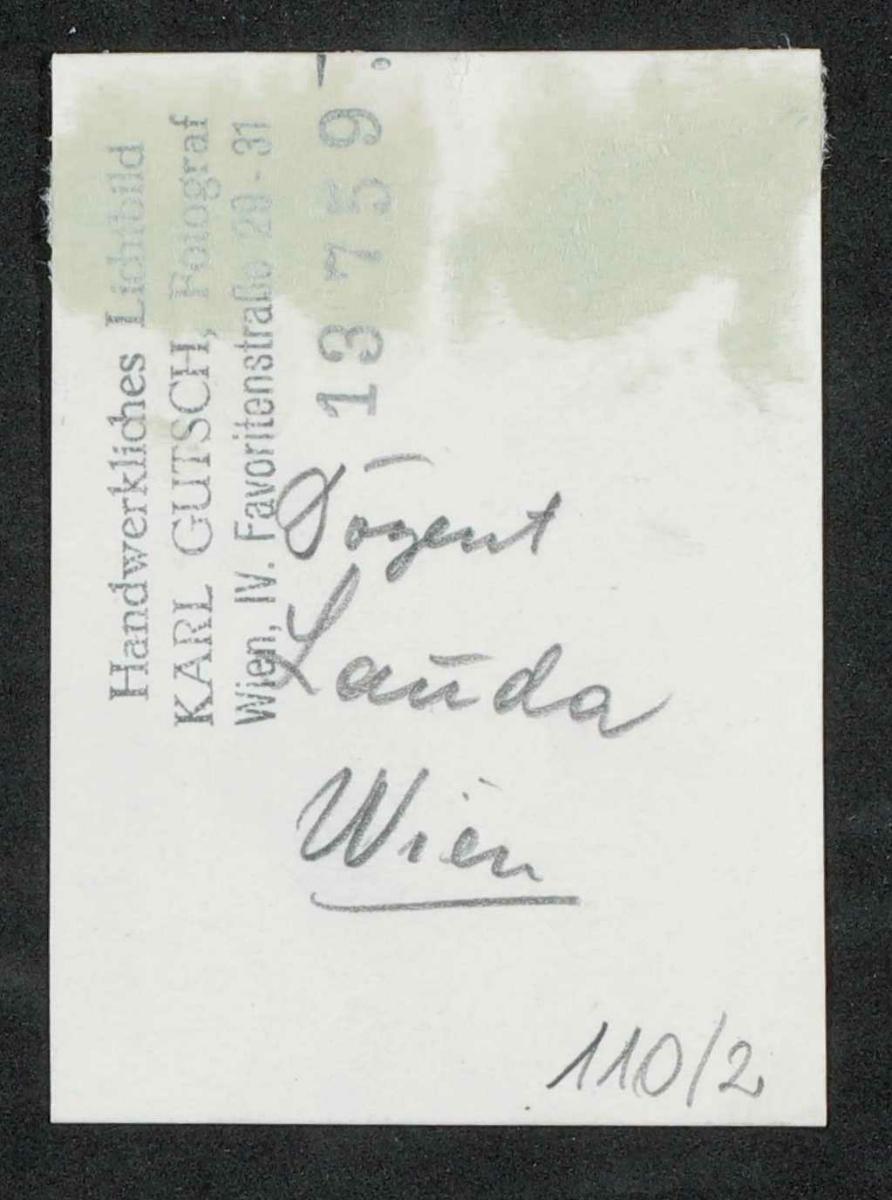 Handwerkliches Lichtbild
KARL GUTSCH, Fotograf
Wien, IV. Favoritenstraße 29-31
13759
Dozent
Lauda
Wien
110/2